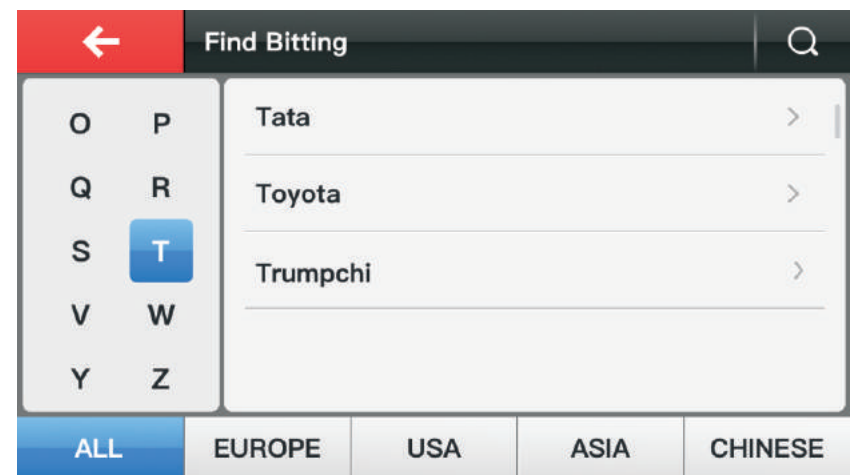 Find Bitting
O P
Q R
S T
V W
Y Z
Tata
Toyota
Trumpchi
ALL EUROPE USA ASIA CHINESE